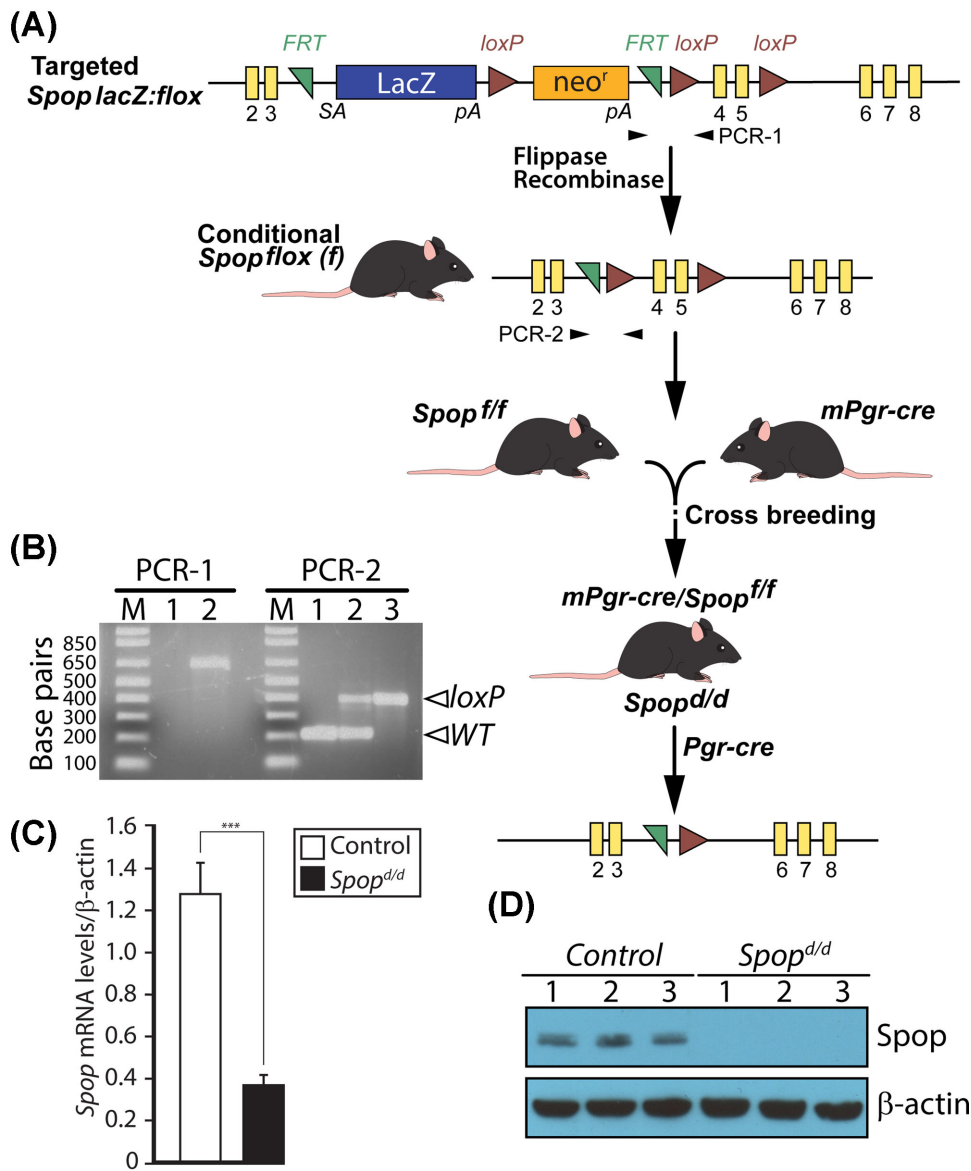 (A)
FRT loxP FRT loxP loxP
Targeted
Spop lacZ:flox
LacZ neoʳ
2 3 SA pA pA 4 5 6 7 8
PCR-1
Flippase
Recombinase
Conditional
Spop flox (f)
2 3 4 5 6 7 8
PCR-2
Spop f/f mPgr-cre
Cross breeding
mPgr-cre/Spop f/f
Spop d/d
Pgr-cre
2 3 6 7 8
(B)
PCR-1 PCR-2
M 1 2 M 1 2 3
Base pairs
850
650
500
400
300
200
100
loxP
WT
(C)
Spop mRNA levels/β-actin
1.6
1.4
1.2
1.0
0.8
0.6
0.4
0.2
0
***
Control
Spop d/d
(D)
Control Spop d/d
1 2 3 1 2 3
Spop
β-actin